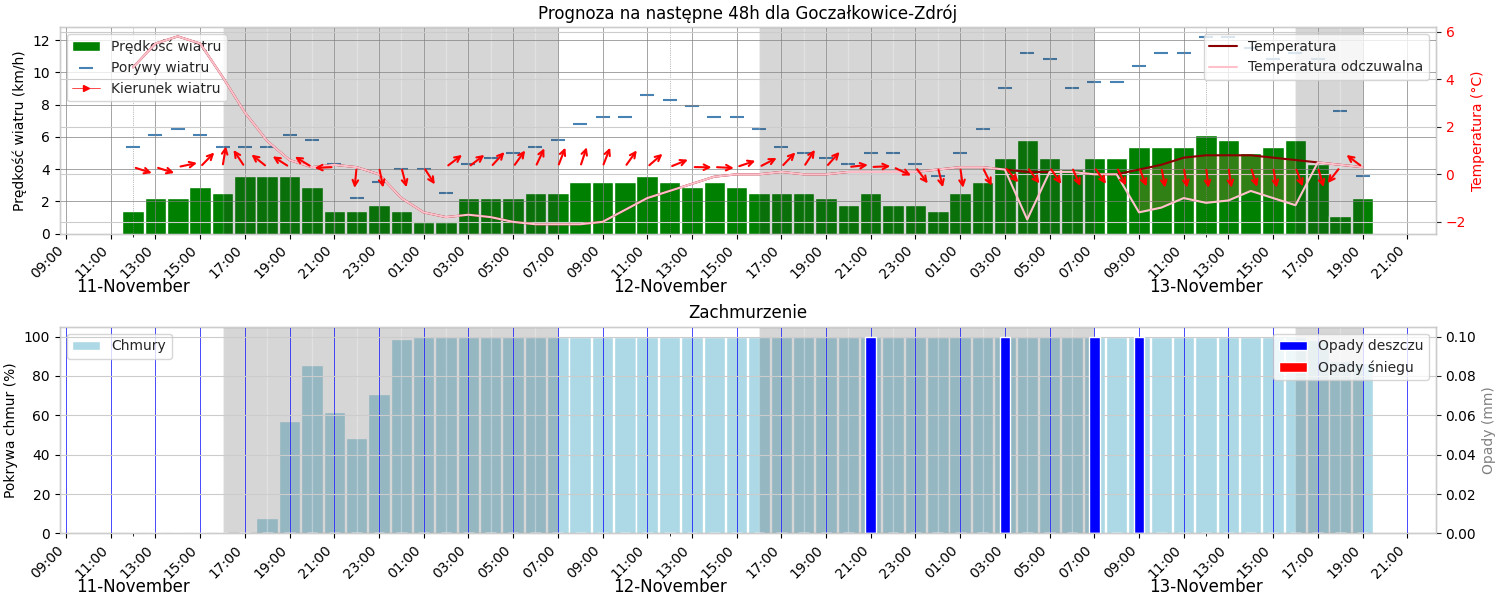 Prognoza na następne 48h dla Goczałkowice-Zdrój
Prędkość wiatru (km/h)
12
10
8
6
4
2
0
Prędkość wiatru
Porywy wiatru
Kierunek wiatru
Temperatura
Temperatura odczuwalna
6
4
2
0
−2
Temperatura (°C)
09:00 11:00 13:00 15:00 17:00 19:00 21:00 23:00 01:00 03:00 05:00 07:00 09:00 11:00 13:00 15:00 17:00 19:00 21:00 23:00 01:00 03:00 05:00 07:00 09:00 11:00 13:00 15:00 17:00 19:00 21:00
11-November 12-November 13-November
Zachmurzenie
Pokrywa chmur (%)
100
80
60
40
20
0
Chmury
Opady deszczu
Opady śniegu
0.10
0.08
0.06
0.04
0.02
0.00
Opady (mm)
09:00 11:00 13:00 15:00 17:00 19:00 21:00 23:00 01:00 03:00 05:00 07:00 09:00 11:00 13:00 15:00 17:00 19:00 21:00 23:00 01:00 03:00 05:00 07:00 09:00 11:00 13:00 15:00 17:00 19:00 21:00
11-November 12-November 13-November